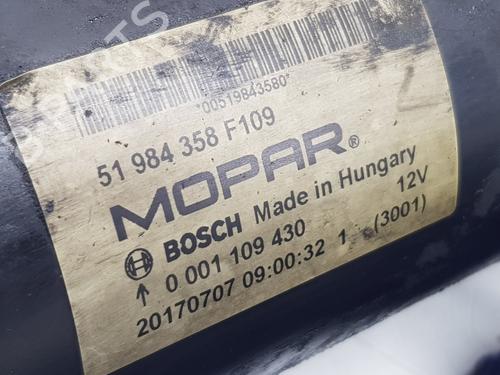 *00519843580*
51 984 358 F109
MOPAR®
BOSCH Made in Hungary
0 001 109 430 12V
20170707 09:00:32 1 (3001)